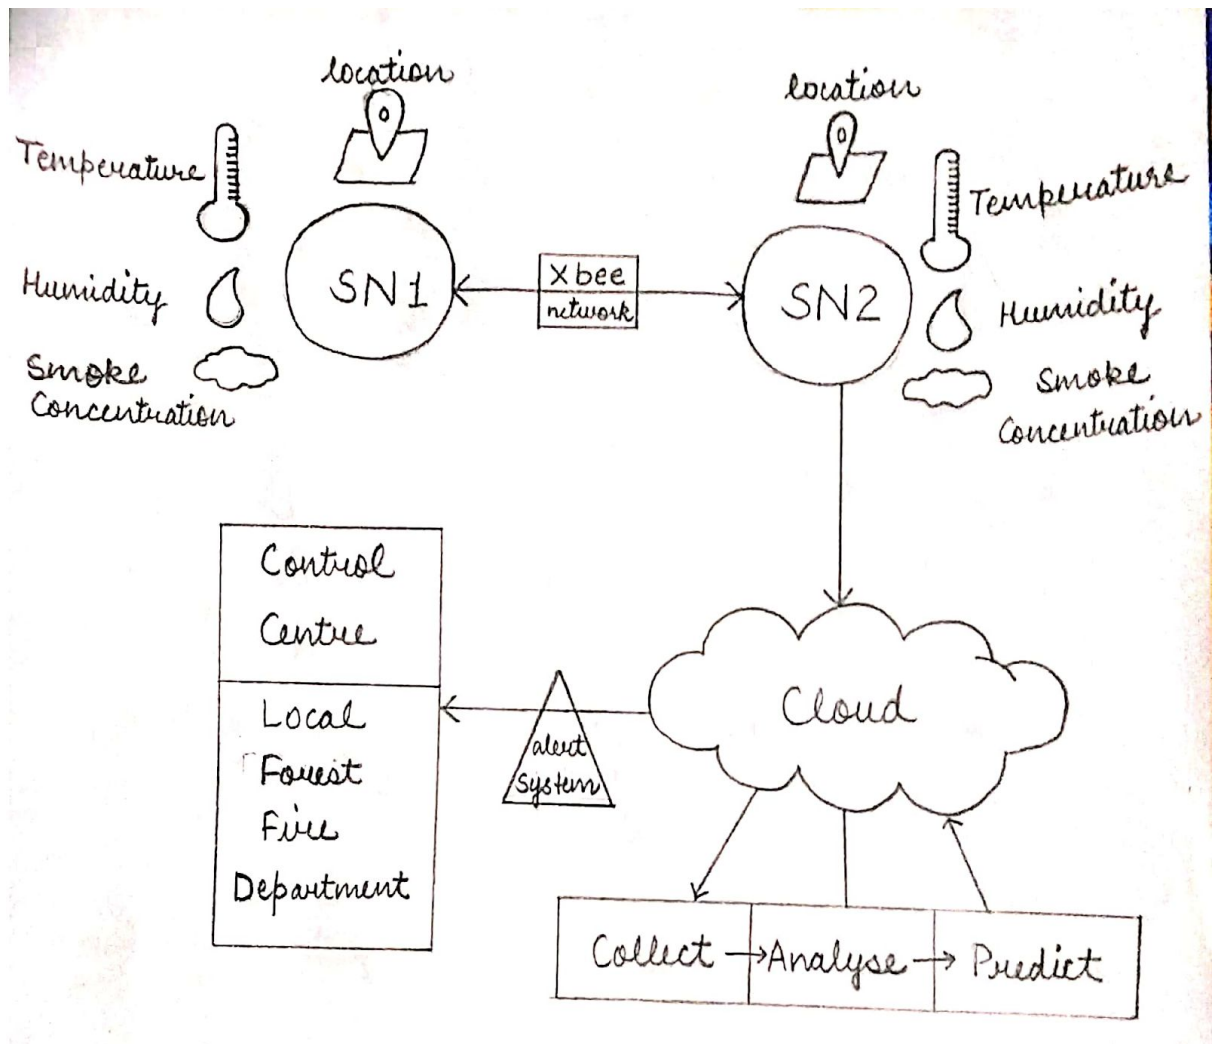 location
location
Temperature
Temperature
SN1
Xbee
network
SN2
Humidity
Humidity
Smoke
Concentration
Smoke
Concentration
Control
Centre
Local
Forest
Fire
Department
alert
system
Cloud
Collect → Analyse → Predict